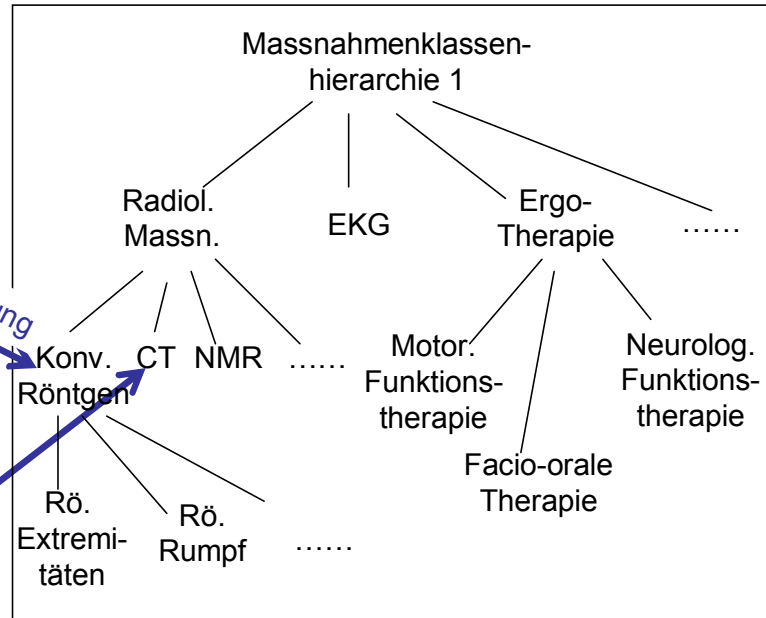 Massnahmenklassen-
hierarchie 1
Radiol.
Massn.
EKG
Ergo-
Therapie
……
Konv.
Röntgen
CT
NMR
……
Motor.
Funktions-
therapie
Facio-orale
Therapie
Neurolog.
Funktions-
therapie
Rö.
Extremi-
täten
Rö.
Rumpf
……
ung